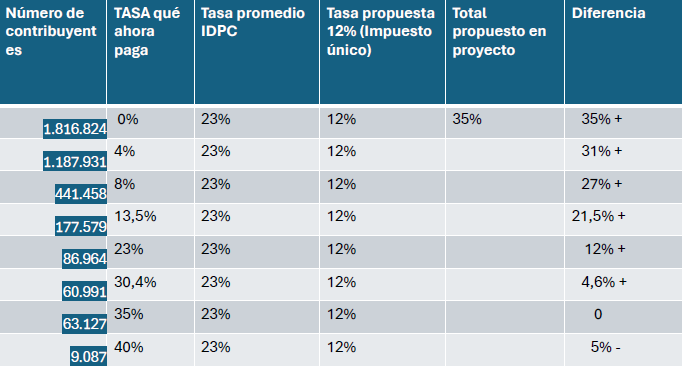 Número de contribuyent es TASA qué ahora paga Tasa promedio IDPC Tasa propuesta 12% (Impuesto único) Total propuesto en proyecto Diferencia
1.816.824 0% 23% 12% 35% 35% +
1.187.931 4% 23% 12% 31% +
441.458 8% 23% 12% 27% +
177.579 13,5% 23% 12% 21,5% +
86.964 23% 23% 12% 12% +
60.991 30,4% 23% 12% 4,6% +
63.127 35% 23% 12% 0
9.087 40% 23% 12% 5% -